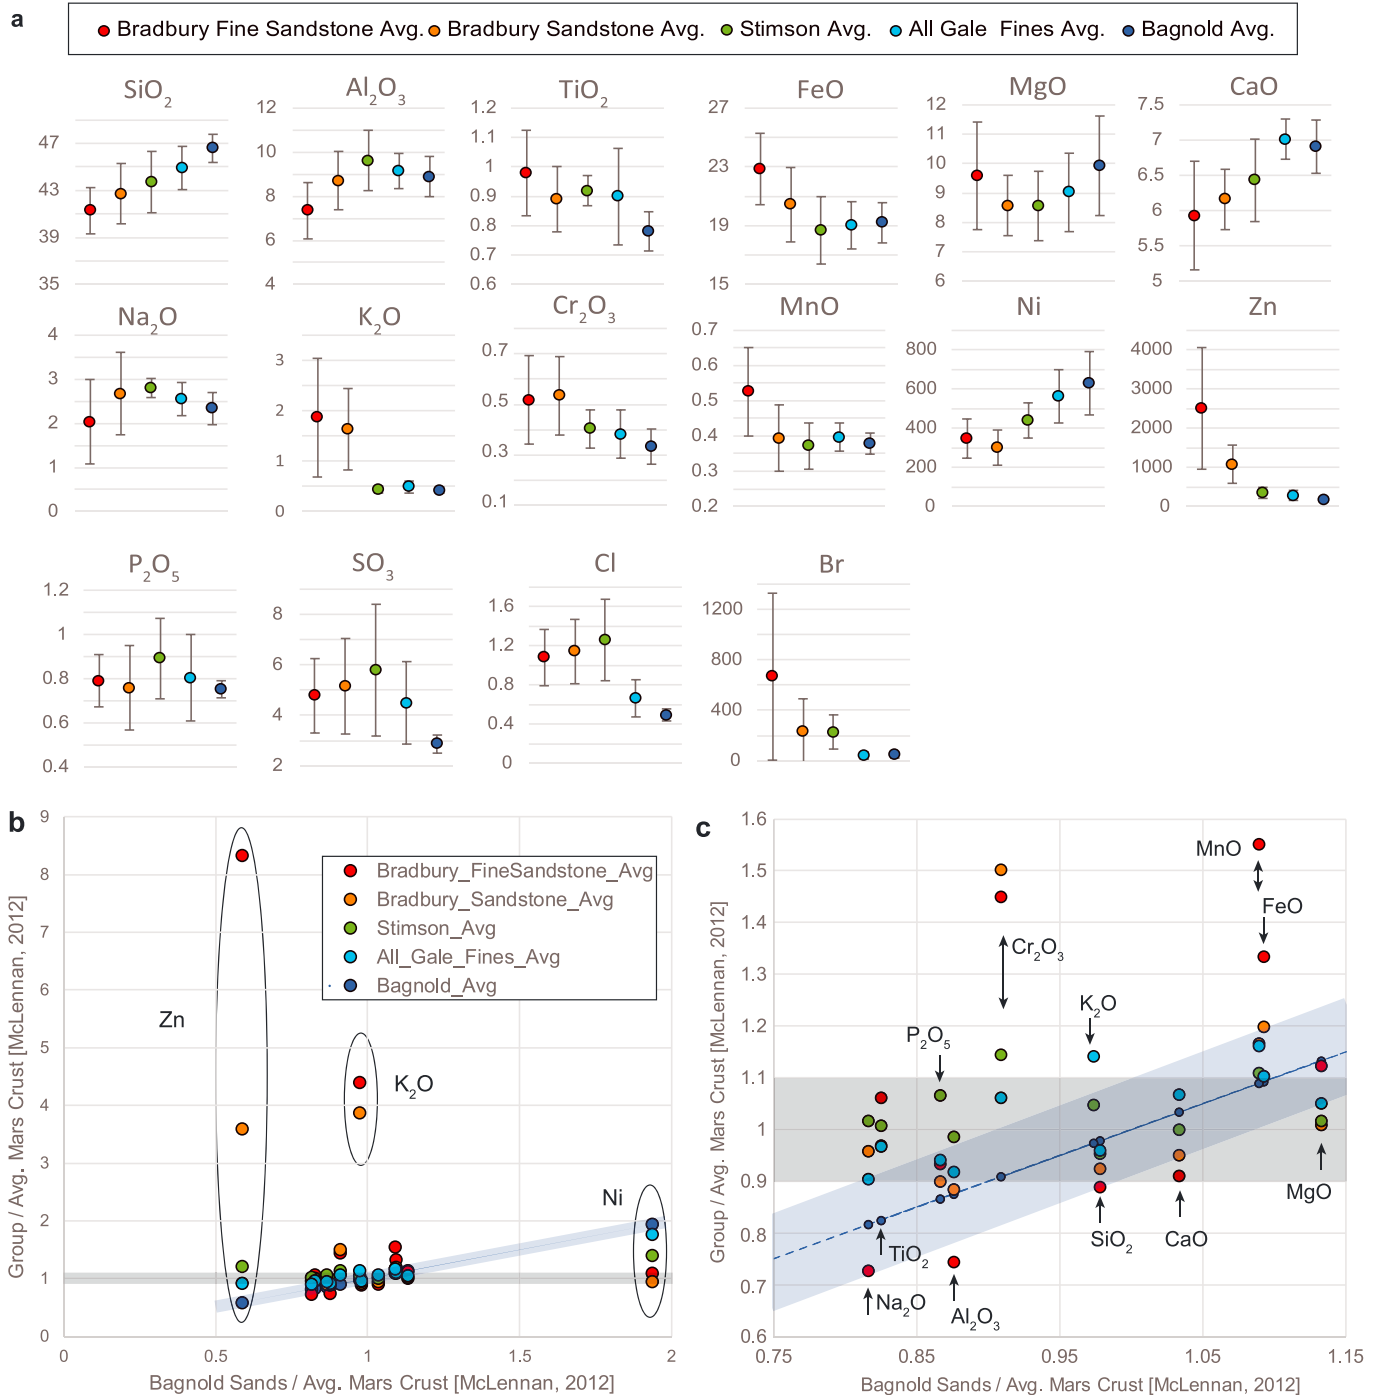 a
Bradbury Fine Sandstone Avg. Bradbury Sandstone Avg. Stimson Avg. All Gale Fines Avg. Bagnold Avg.
SiO2 Al2O3 TiO2 FeO MgO CaO
47 43 39 35
12 10 8 6 4
1.2 1.1 1 0.9 0.8 0.7 0.6
27 23 19 15
12 11 10 9 8 7 6
7.5 7 6.5 6 5.5 5
Na2O K2O Cr2O3 MnO Ni Zn
4 3 2 1 0
3 2 1 0
0.7 0.5 0.3 0.1
0.7 0.6 0.5 0.4 0.3 0.2
800 600 400 200 0
4000 3000 2000 1000 0
P2O5 SO3 Cl Br
1.2 1 0.8 0.6 0.4
8 6 4 2
1.6 1.2 0.8 0.4 0
1200 800 400 0
b
Group / Avg. Mars Crust [McLennan, 2012]
9 8 7 6 5 4 3 2 1 0
Bradbury_FineSandstone_Avg
Bradbury_Sandstone_Avg
Stimson_Avg
All_Gale_Fines_Avg
Bagnold_Avg
Zn
K2O
Ni
0 0.5 1 1.5 2
Bagnold Sands / Avg. Mars Crust [McLennan, 2012]
c
Group / Avg. Mars Crust [McLennan, 2012]
1.6 1.5 1.4 1.3 1.2 1.1 1.0 0.9 0.8 0.7 0.6
MnO
FeO
Cr2O3
K2O
P2O5
MgO
SiO2 CaO
TiO2
Na2O
Al2O3
0.75 0.85 0.95 1.05 1.15
Bagnold Sands / Avg. Mars Crust [McLennan, 2012]